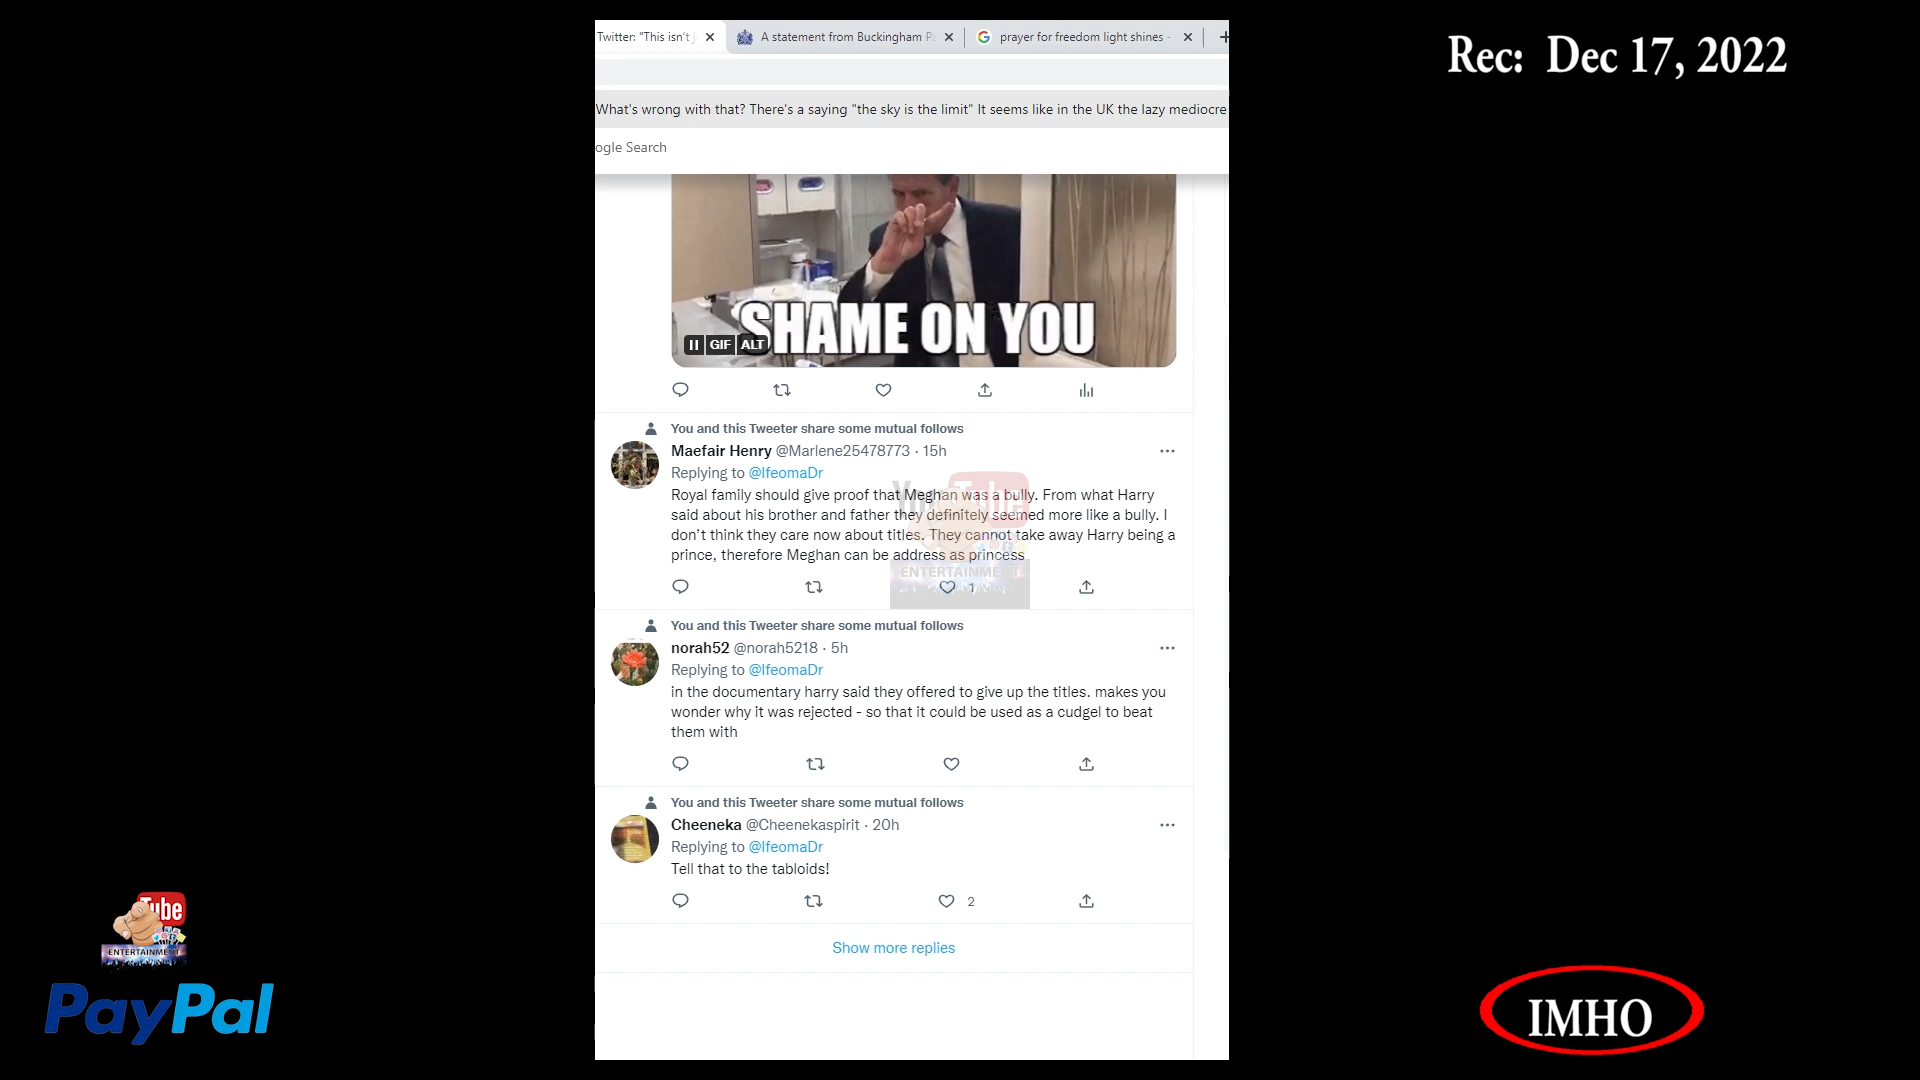 Rec: Dec 17, 2022
Twitter: "This isn't j
A statement from Buckingham Pa
prayer for freedom light shines -
What's wrong with that? There's a saying "the sky is the limit" It seems like in the UK the lazy mediocre
ogle Search
SHAME ON YOU
GIF ALT
You and this Tweeter share some mutual follows
Maefair Henry @Marlene25478773 · 15h
Replying to @IfeomaDr
Royal family should give proof that Meghan was a bully. From what Harry
said about his brother and father they definitely seemed more like a bully. I
don't think they care now about titles. They cannot take away Harry being a
prince, therefore Meghan can be address as princess
1
You and this Tweeter share some mutual follows
norah52 @norah5218 · 5h
Replying to @IfeomaDr
in the documentary harry said they offered to give up the titles. makes you
wonder why it was rejected - so that it could be used as a cudgel to beat
them with
You and this Tweeter share some mutual follows
Cheeneka @Cheenekaspirit · 20h
Replying to @IfeomaDr
Tell that to the tabloids!
2
Show more replies
YouTube
ENTERTAINMENT
Tube
ENTERTAINMENT
PayPal
IMHO